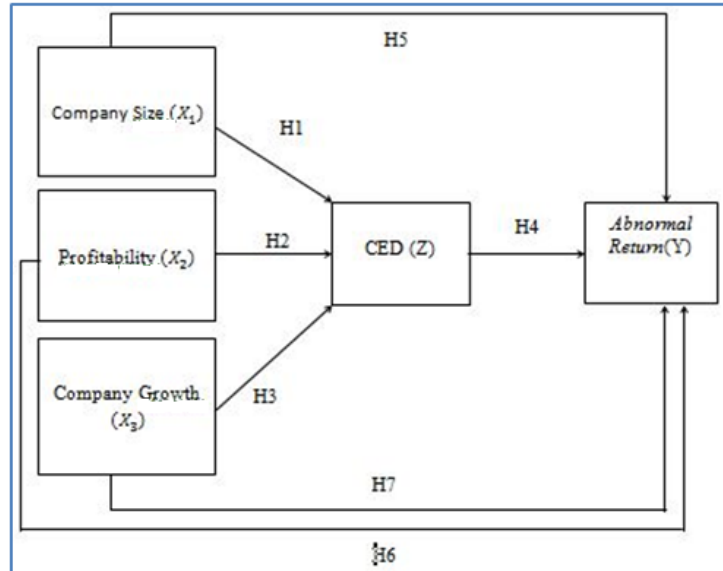 H5
Company Size.(X₁)
H1
Profitability.(X₂)
H2
CED (Z)
H4
Abnormal
Return(Y)
Company Growth.
(X₃)
H3
H7
H6